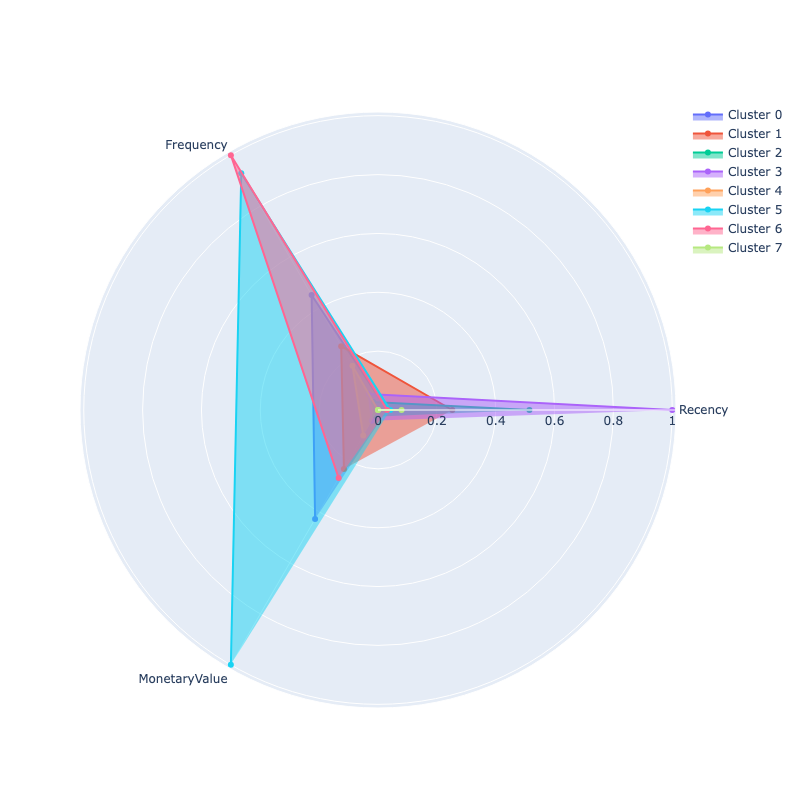 Cluster 0
Cluster 1
Frequency
Cluster 2
Cluster 3
Cluster 4
Cluster 5
Cluster 6
Cluster 7
Recency
0 0.2 0.4 0.6 0.8 1
MonetaryValue